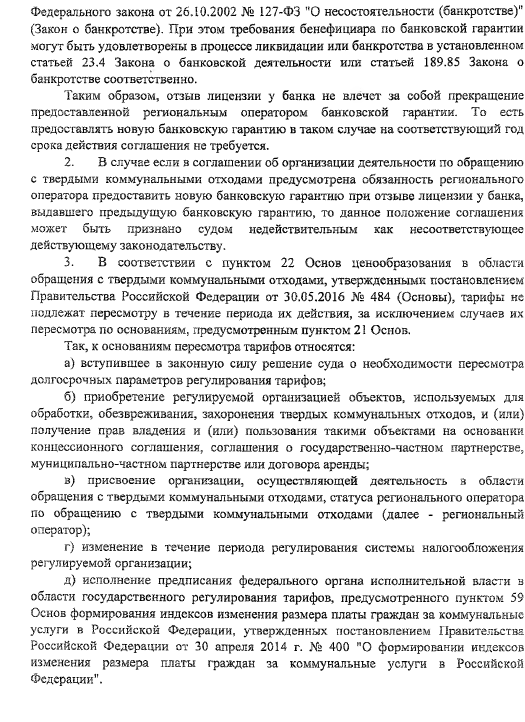 Федерального закона от 26.10.2002 № 127-ФЗ "О несостоятельности (банкротстве)"
(Закон о банкротстве). При этом требования бенефициара по банковской гарантии
могут быть удовлетворены в процессе ликвидации или банкротства в установленном
статьей 23.4 Закона о банковской деятельности или статьей 189.85 Закона о
банкротстве соответственно.
Таким образом, отзыв лицензии у банка не влечет за собой прекращение
предоставленной региональным оператором банковской гарантии. То есть
предоставлять новую банковскую гарантию в таком случае на соответствующий год
срока действия соглашения не требуется.
2. В случае если в соглашении об организации деятельности по обращению
с твердыми коммунальными отходами предусмотрена обязанность регионального
оператора предоставить новую банковскую гарантию при отзыве лицензии у банка,
выдавшего предыдущую банковскую гарантию, то данное положение соглашения
может быть признано судом недействительным как несоответствующее
действующему законодательству.
3. В соответствии с пунктом 22 Основ ценообразования в области
обращения с твердыми коммунальными отходами, утвержденными постановлением
Правительства Российской Федерации от 30.05.2016 № 484 (Основы), тарифы не
подлежат пересмотру в течение периода их действия, за исключением случаев их
пересмотра по основаниям, предусмотренным пунктом 21 Основ.
Так, к основаниям пересмотра тарифов относятся:
а) вступившее в законную силу решение суда о необходимости пересмотра
долгосрочных параметров регулирования тарифов;
б) приобретение регулируемой организацией объектов, используемых для
обработки, обезвреживания, захоронения твердых коммунальных отходов, и (или)
получение прав владения и (или) пользования такими объектами на основании
концессионного соглашения, соглашения о государственно-частном партнерстве,
муниципально-частном партнерстве или договора аренды;
в) присвоение организации, осуществляющей деятельность в области
обращения с твердыми коммунальными отходами, статуса регионального оператора
по обращению с твердыми коммунальными отходами (далее - региональный
оператор);
г) изменение в течение периода регулирования системы налогообложения
регулируемой организации;
д) исполнение предписания федерального органа исполнительной власти в
области государственного регулирования тарифов, предусмотренного пунктом 59
Основ формирования индексов изменения размера платы граждан за коммунальные
услуги в Российской Федерации, утвержденных постановлением Правительства
Российской Федерации от 30 апреля 2014 г. № 400 "О формировании индексов
изменения размера платы граждан за коммунальные услуги в Российской
Федерации".